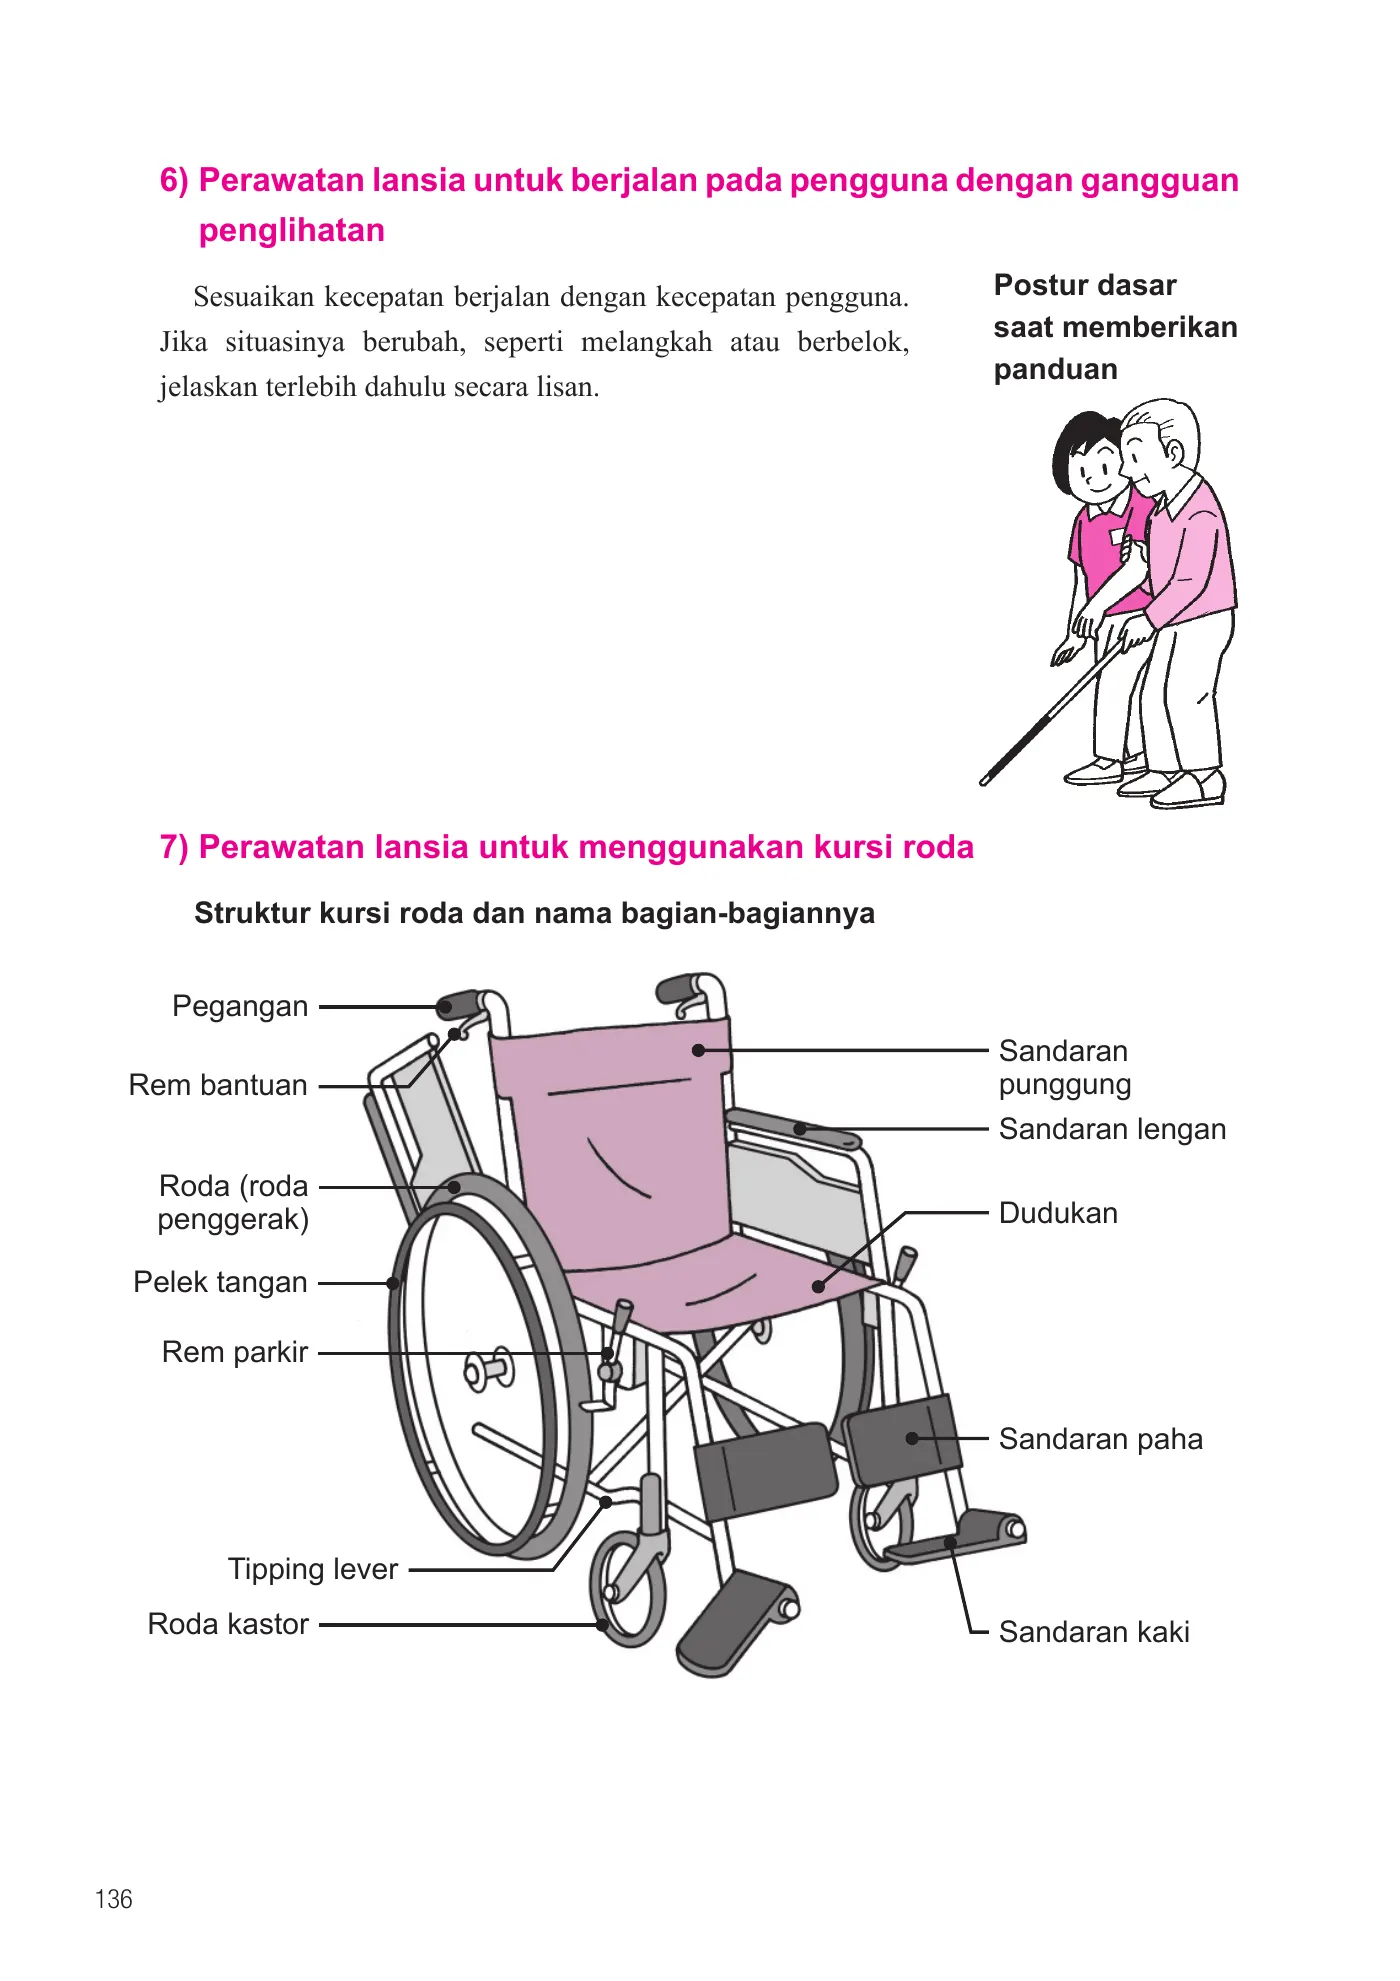 6) Perawatan lansia untuk berjalan pada pengguna dengan gangguan
penglihatan
Sesuaikan kecepatan berjalan dengan kecepatan pengguna.
Jika situasinya berubah, seperti melangkah atau berbelok,
jelaskan terlebih dahulu secara lisan.
Postur dasar
saat memberikan
panduan
7) Perawatan lansia untuk menggunakan kursi roda
Struktur kursi roda dan nama bagian-bagiannya
Pegangan
Rem bantuan
Roda (roda
penggerak)
Pelek tangan
Rem parkir
Tipping lever
Roda kastor
Sandaran
punggung
Sandaran lengan
Dudukan
Sandaran paha
Sandaran kaki
136